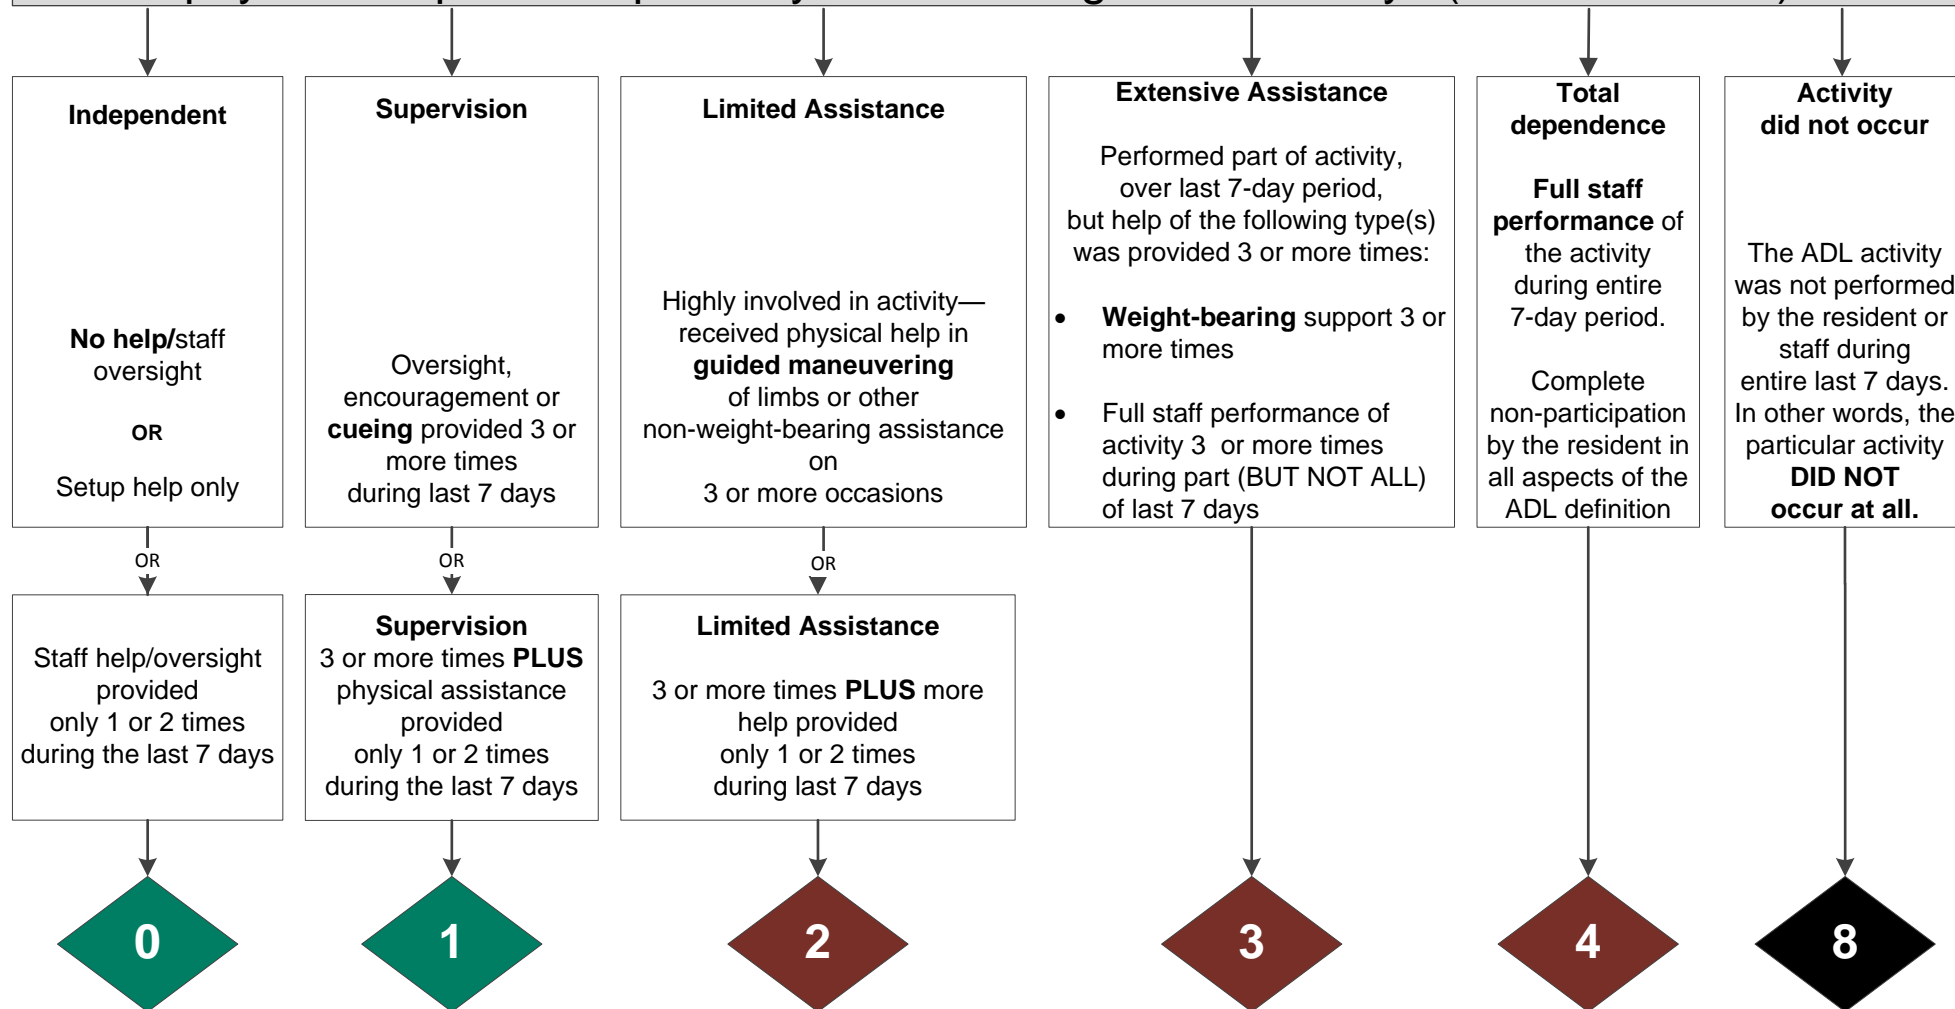 Independent
No help/staff
oversight
OR
Setup help only
OR
Staff help/oversight
provided
only 1 or 2 times
during the last 7 days
0
Supervision
Oversight,
encouragement or
cueing provided 3 or
more times
during last 7 days
OR
Supervision
3 or more times PLUS
physical assistance
provided
only 1 or 2 times
during the last 7 days
1
Limited Assistance
Highly involved in activity—
received physical help in
guided maneuvering
of limbs or other
non-weight-bearing assistance
on
3 or more occasions
OR
Limited Assistance
3 or more times PLUS more
help provided
only 1 or 2 times
during last 7 days
2
Extensive Assistance
Performed part of activity,
over last 7-day period,
but help of the following type(s)
was provided 3 or more times:
• Weight-bearing support 3 or
more times
• Full staff performance of
activity 3 or more times
during part (BUT NOT ALL)
of last 7 days
3
Total
dependence
Full staff
performance of
the activity
during entire
7-day period.
Complete
non-participation
by the resident in
all aspects of the
ADL definition
4
Activity
did not occur
The ADL activity
was not performed
by the resident or
staff during
entire last 7 days.
In other words, the
particular activity
DID NOT
occur at all.
8